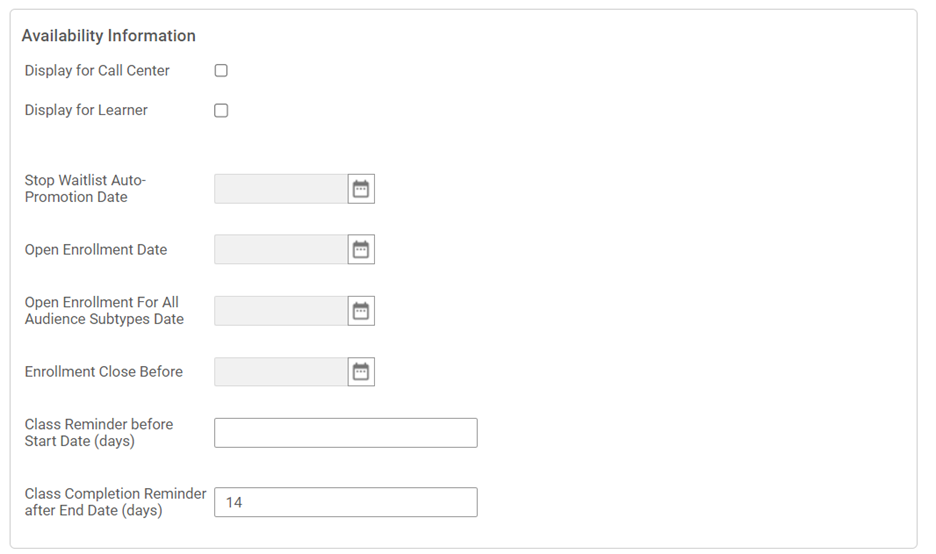 Availability Information
Display for Call Center
Display for Learner
Stop Waitlist Auto-
Promotion Date
Open Enrollment Date
Open Enrollment For All
Audience Subtypes Date
Enrollment Close Before
Class Reminder before
Start Date (days)
Class Completion Reminder
after End Date (days)
14